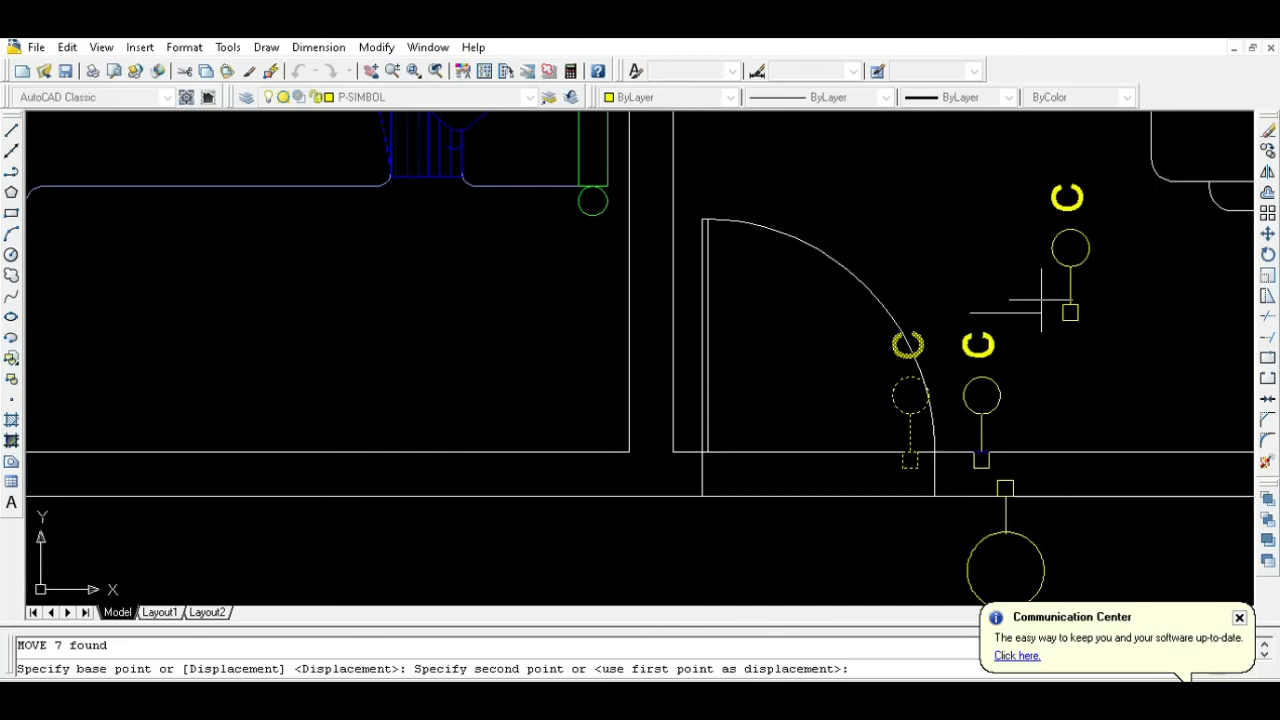 File Edit View Insert Format Tools Draw Dimension Modify Window Help
AutoCAD Classic P-SIMBOL ByLayer ByLayer ByLayer ByColor
A
C
C C
Y
X
Model Layout1 Layout2
Communication Center
The easy way to keep you and your software up-to-date.
Click here.
MOVE 7 found
Specify base point or [Displacement] <Displacement>: Specify second point or <use first point as displacement>: